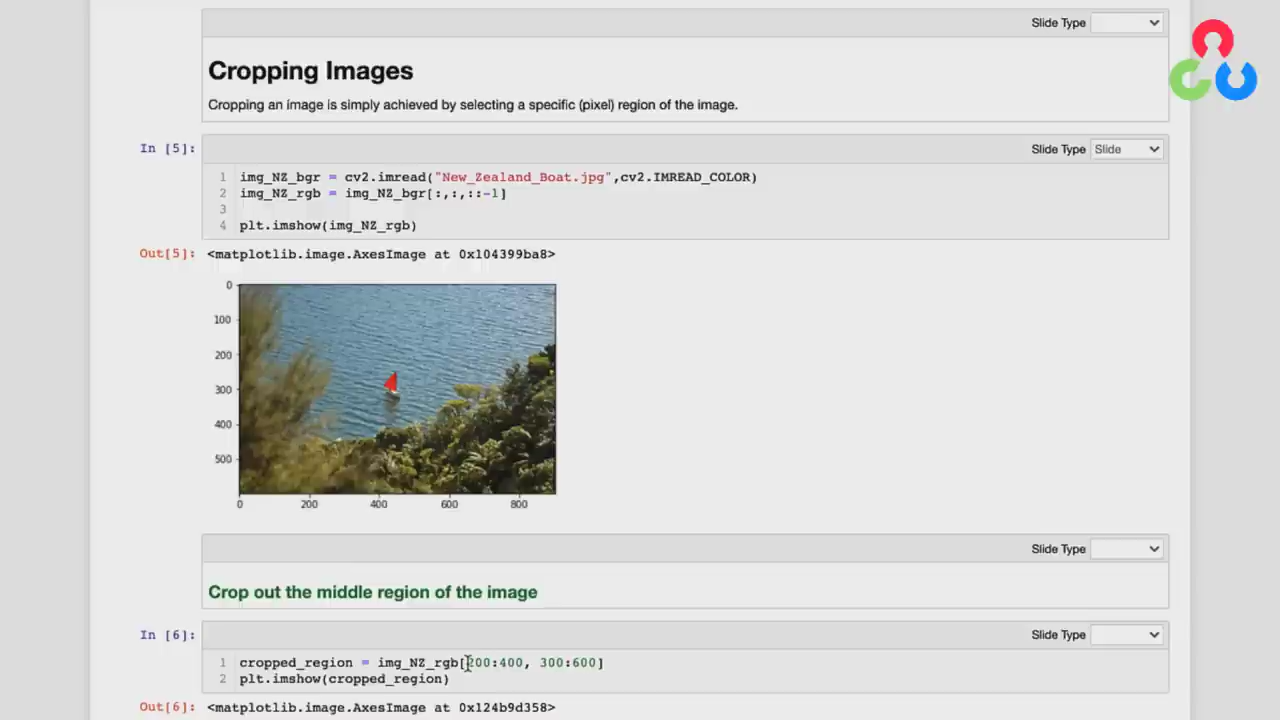 Slide Type
Cropping Images
Cropping an image is simply achieved by selecting a specific (pixel) region of the image.
In [5]:
Slide Type Slide
1 img_NZ_bgr = cv2.imread("New_Zealand_Boat.jpg",cv2.IMREAD_COLOR)
2 img_NZ_rgb = img_NZ_bgr[:,:,::-1]
3
4 plt.imshow(img_NZ_rgb)
Out[5]: <matplotlib.image.AxesImage at 0x104399ba8>
0
100
200
300
400
500
0 200 400 600 800
Slide Type
Crop out the middle region of the image
In [6]:
Slide Type
1 cropped_region = img_NZ_rgb[200:400, 300:600]
2 plt.imshow(cropped_region)
Out[6]: <matplotlib.image.AxesImage at 0x124b9d358>